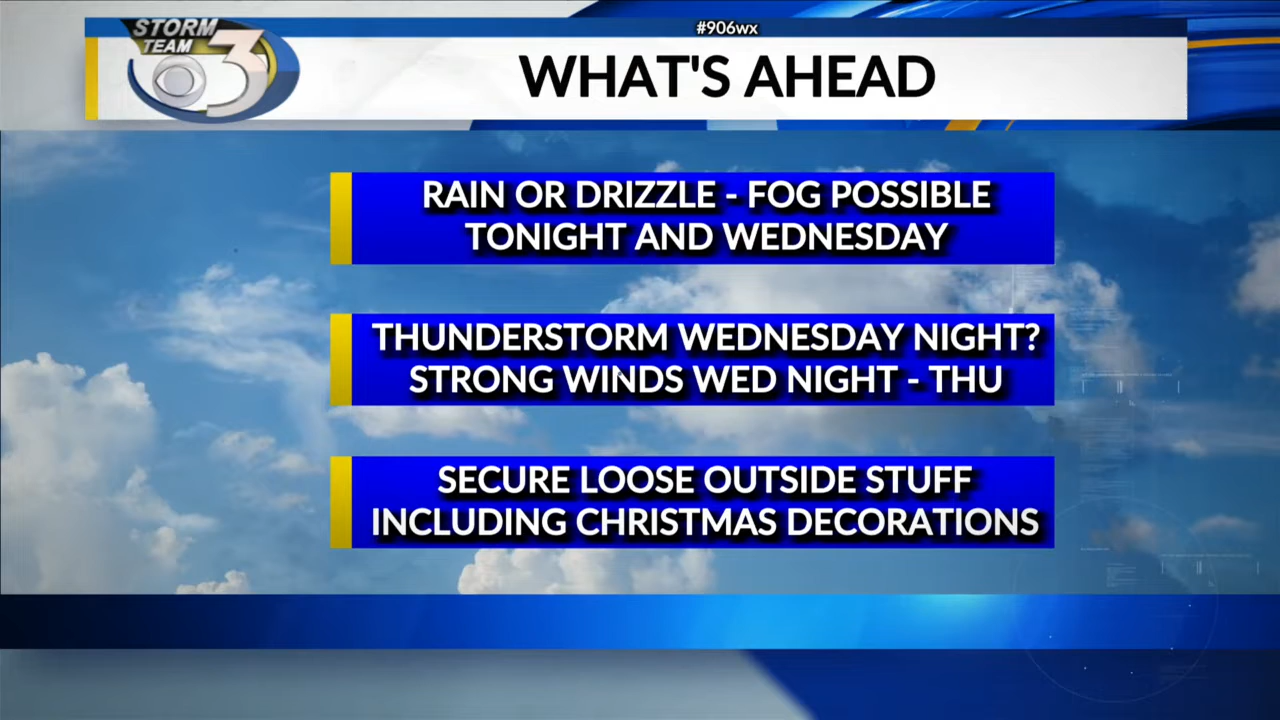 #906wx
STORM
TEAM
3
WHAT'S AHEAD
RAIN OR DRIZZLE - FOG POSSIBLE
TONIGHT AND WEDNESDAY
THUNDERSTORM WEDNESDAY NIGHT?
STRONG WINDS WED NIGHT - THU
SECURE LOOSE OUTSIDE STUFF
INCLUDING CHRISTMAS DECORATIONS